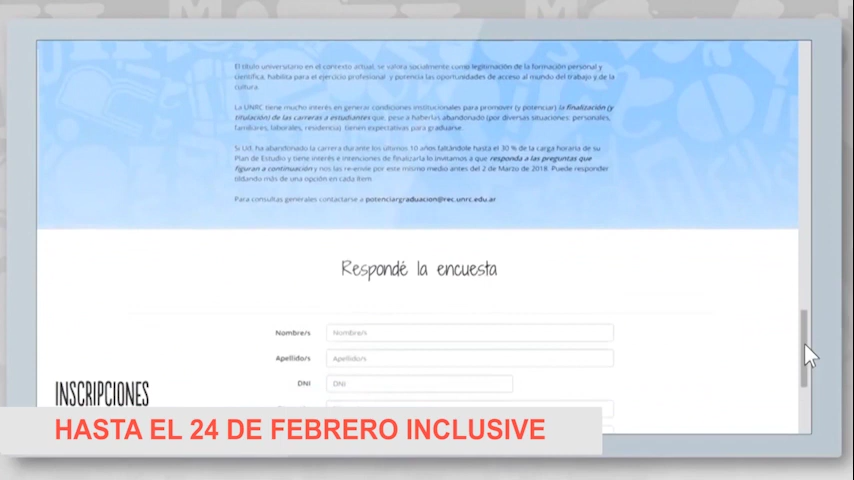 El título universitario en el contexto actual, se valora socialmente como legitimación de la formación personal y
científica, habilita para el ejercicio profesional y potencia las oportunidades de acceso al mundo del trabajo y de la
cultura.
La UNRC tiene mucho interés en generar condiciones institucionales para promover (y potenciar) la finalización (y
titulación) de las carreras a estudiantes que, pese a haberlas abandonado (por diversas situaciones: personales,
familiares, laborales, residencia) tienen expectativas para graduarse.
Si Ud. ha abandonado la carrera durante los últimos 10 años faltándole hasta el 30 % de la carga horaria de su
Plan de Estudio y tiene interés e intenciones de finalizarla lo invitamos a que responda a las preguntas que
figuran a continuación y nos las re-envíe por este mismo medio antes del 2 de Marzo de 2018. Puede responder
tildando más de una opción en cada ítem
Para consultas generales contactarse a potenciargraduacion@rec.unrc.edu.ar
Respondé la encuesta
Nombre/s Nombre/s
Apellido/s Apellido/s
DNI DNI
INSCRIPCIONES
HASTA EL 24 DE FEBRERO INCLUSIVE